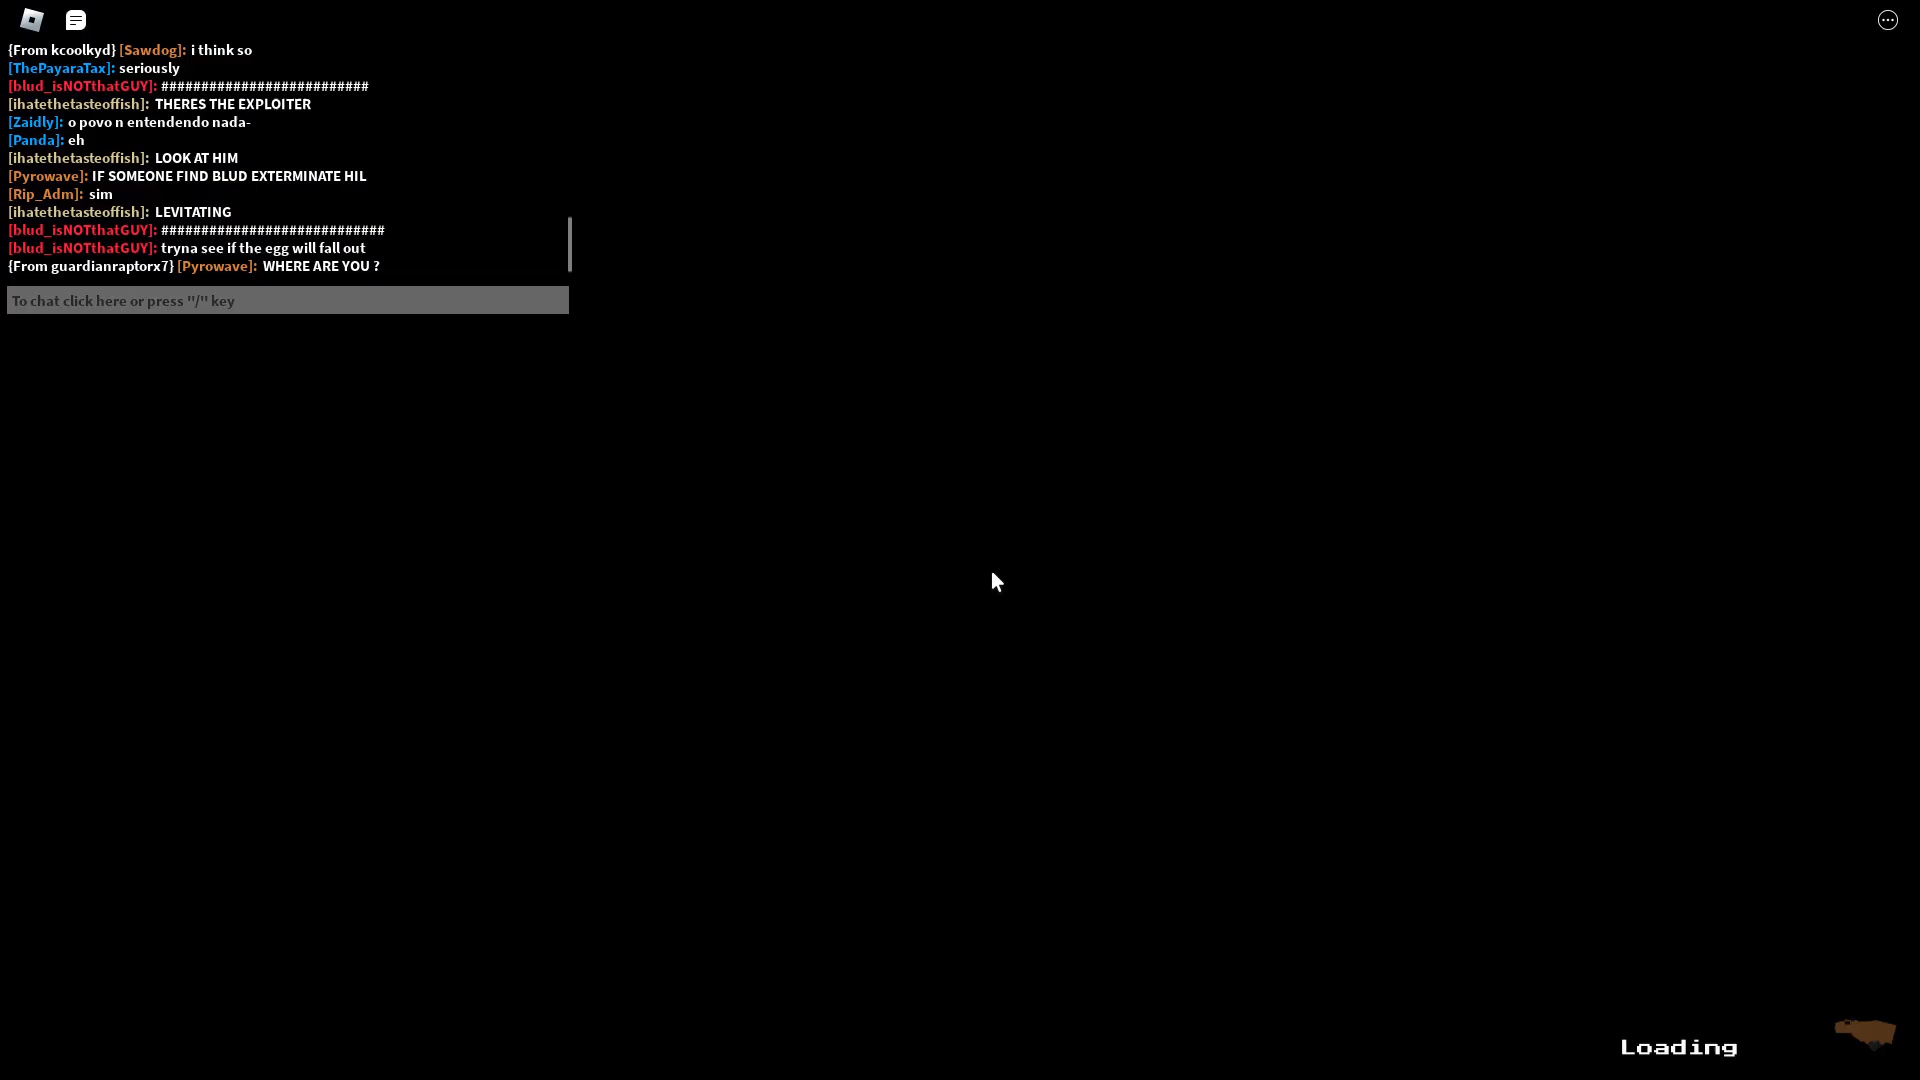 {From kcoolkyd} [Sawdog]: i think so
[ThePayaraTax]: seriously
[blud_isNOTthatGUY]: ##########################
[ihatethetasteoffish]: THERES THE EXPLOITER
[Zaidly]: o povo n entendendo nada-
[Panda]: eh
[ihatethetasteoffish]: LOOK AT HIM
[Pyrowave]: IF SOMEONE FIND BLUD EXTERMINATE HIL
[Rip_Adm]: sim
[ihatethetasteoffish]: LEVITATING
[blud_isNOTthatGUY]: ############################
[blud_isNOTthatGUY]: tryna see if the egg will fall out
{From guardianraptorx7} [Pyrowave]: WHERE ARE YOU ?
To chat click here or press "/" key
Loading